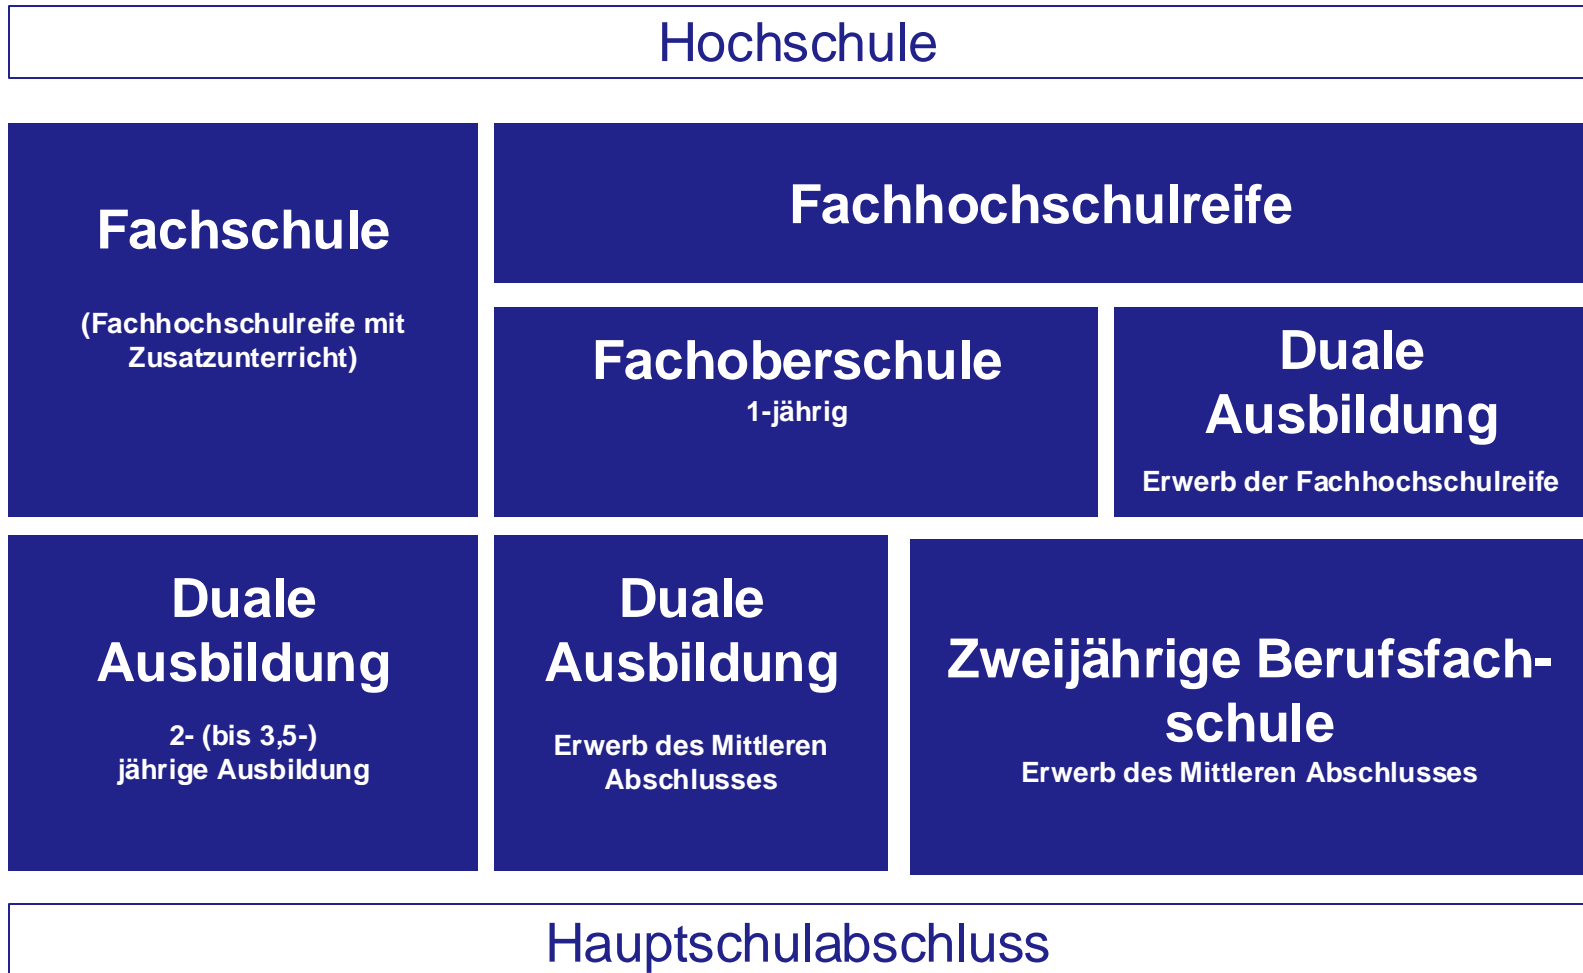 Hochschule
Fachschule
(Fachhochschulreife mit
Zusatzunterricht)
Fachhochschulreife
Fachoberschule
1-jährig
Duale
Ausbildung
Erwerb der Fachhochschulreife
Duale
Ausbildung
2- (bis 3,5-)
jährige Ausbildung
Duale
Ausbildung
Erwerb des Mittleren
Abschlusses
Zweijährige Berufsfach-
schule
Erwerb des Mittleren Abschlusses
Hauptschulabschluss